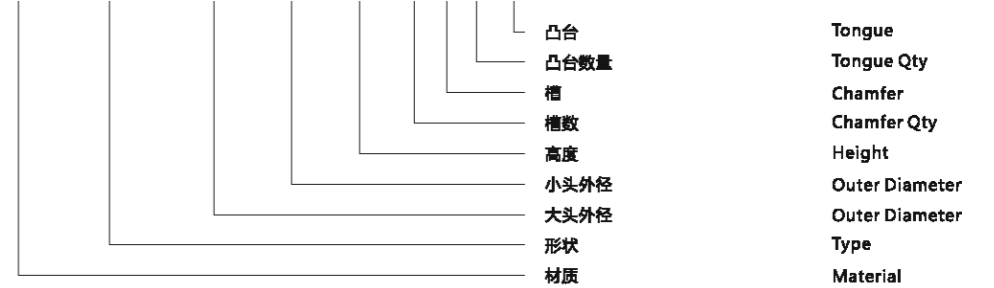 凸台 Tongue
凸台数量 Tongue Qty
槽 Chamfer
槽数 Chamfer Qty
高度 Height
小头外径 Outer Diameter
大头外径 Outer Diameter
形状 Type
材质 Material